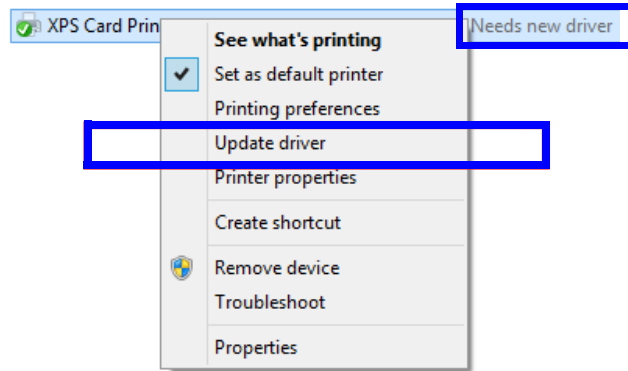 XPS Card Prin
Needs new driver
See what's printing
Set as default printer
Printing preferences
Update driver
Printer properties
Create shortcut
Remove device
Troubleshoot
Properties